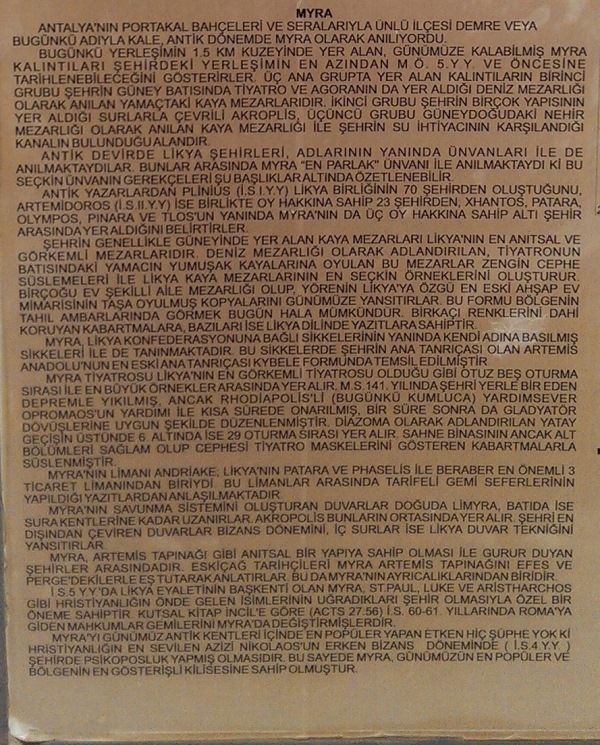 MYRA
ANTALYA'NIN PORTAKAL BAHÇELERİ VE SERALARIYLA ÜNLÜ İLÇESİ DEMRE VEYA
BUGÜNKÜ ADIYLA KALE, ANTİK DÖNEMDE MYRA OLARAK ANILIYORDU.
BUGÜNKÜ YERLEŞİMİN 1.5 KM KUZEYİNDE YER ALAN, GÜNÜMÜZE KALABİLMİŞ MYRA
KALINTILARI ŞEHİRDEKİ YERLEŞİMİN EN AZINDAN M.Ö. 5.YY. VE ÖNCESİNE
TARİHLENEBİLECEĞİNİ GÖSTERİRLER. ÜÇ ANA GRUPTA YER ALAN KALINTILARIN BİRİNCİ
GRUBU ŞEHRİN GÜNEY BATISINDA TİYATRO VE AGORANIN DA YER ALDIĞI DENİZ MEZARLIĞI
OLARAK ANILAN YAMAÇTAKİ KAYA MEZARLARIDIR. İKİNCİ GRUBU ŞEHRİN BİRÇOK YAPISININ
YER ALDIĞI SURLARLA ÇEVRİLİ AKROPLİS, ÜÇÜNCÜ GRUBU GÜNEYDOĞUDAKİ NEHİR
MEZARLIĞI OLARAK ANILAN KAYA MEZARLIĞI İLE ŞEHRİN SU İHTİYACININ KARŞILANDIĞI
KANALIN BULUNDUĞU ALANDIR.
ANTİK DEVİRDE LİKYA ŞEHİRLERİ, ADLARININ YANINDA ÜNVANLARI İLE DE
ANILMAKTAYDILAR. BUNLAR ARASINDA MYRA "EN PARLAK" ÜNVANI İLE ANILMAKTAYDI Kİ BU
SEÇKİN ÜNVANIN GEREKÇELERİ ŞU BAŞLIKLAR ALTINDA ÖZETLENEBİLİR.
ANTİK YAZARLARDAN PLİNİUS (İ.S I.Y.Y) LİKYA BİRLİĞİNİN 70 ŞEHİRDEN OLUŞTUĞUNU,
ARTEMİDOROS (İ.S.II.Y.Y) İSE BİRLİKTE OY HAKKINA SAHİP 23 ŞEHİRDEN, XHANTOS, PATARA,
OLYMPOS, PINARA VE TLOS'UN YANINDA MYRA'NIN DA ÜÇ OY HAKKINA SAHİP ALTI ŞEHİR
ARASINDA YER ALDIĞINI BELİRTİRLER.
ŞEHRİN GENELLİKLE GÜNEYİNDE YER ALAN KAYA MEZARLARI LİKYA'NIN EN ANITSAL VE
GÖRKEMLİ MEZARLARIDIR. DENİZ MEZARLIĞI OLARAK ADLANDIRILAN, TİYATRONUN
BATISINDAKİ YAMACIN YUMUŞAK KAYALARINA OYULAN BU MEZARLAR ZENGİN CEPHE
SÜSLEMELERİ İLE LİKYA KAYA MEZARLARININ EN SEÇKİN ÖRNEKLERİNİ OLUŞTURUR.
BİRÇOĞU EV ŞEKİLLİ AİLE MEZARLIĞI OLUP, YÖRENİN LİKYA'YA ÖZGÜ EN ESKİ AHŞAP EV
MİMARİSİNİN TAŞA OYULMUŞ KOPYALARINI GÜNÜMÜZE YANSITIRLAR. BU FORMU BÖLGENİN
TAHIL AMBARLARINDA GÖRMEK BUGÜN HALA MÜMKÜNDÜR. BİRKAÇI RENKLERİNİ DAHİ
KORUYAN KABARTMALARA, BAZILARI İSE LİKYA DİLİNDE YAZITLARA SAHİPTİR.
MYRA, LİKYA KONFEDERASYONUNA BAĞLI SİKKELERİNİN YANINDA KENDİ ADINA BASILMIŞ
SİKKELERİ İLE DE TANINMAKTADIR. BU SİKKELERDE ŞEHRİN ANA TANRIÇASI OLAN ARTEMİS
ANADOLU'NUN EN ESKİ ANA TANRIÇASI KYBELE FORMUNDA TEMSİL EDİLMİŞTİR
MYRA TİYATROSU LİKYA'NIN EN GÖRKEMLİ TİYATROSU OLDUĞU GİBİ OTUZ BEŞ OTURMA
SIRASI İLE EN BÜYÜK ÖRNEKLER ARASINDA YER ALIR. M.S.141. YILINDA ŞEHRİ YERLE BİR EDEN
DEPREMLE YIKILMIŞ, ANCAK RHODİAPOLİS'Lİ (BUGÜNKÜ KUMLUCA) YARDIMSEVER
OPROMAOS'UN YARDIMI İLE KISA SÜREDE ONARILMIŞ, BİR SÜRE SONRA DA GLADYATÖR
DÖVÜŞLERİNE UYGUN ŞEKİLDE DÜZENLENMİŞTİR. DİAZOMA OLARAK ADLANDIRILAN YATAY
GEÇİŞİN ÜSTÜNDE 6, ALTINDA İSE 29 OTURMA SIRASI YER ALIR. SAHNE BİNASININ ANCAK ALT
BÖLÜMLERİ SAĞLAM OLUP CEPHESİ TİYATRO MASKELERİNİ GÖSTEREN KABARTMALARLA
SÜSLENMİŞTİR.
MYRA'NIN LİMANI ANDRİAKE, LİKYA'NIN PATARA VE PHASELİS İLE BERABER EN ÖNEMLİ 3
TİCARET LİMANINDAN BİRİYDİ. BU LİMANLAR ARASINDA TARİFELİ GEMİ SEFERLERİNİN
YAPILDIĞI YAZITLARDAN ANLAŞILMAKTADIR.
MYRA'NIN SAVUNMA SİSTEMİNİ OLUŞTURAN DUVARLAR DOĞUDA LİMYRA, BATIDA İSE
SURA KENTLERİNE KADAR UZANIRLAR. AKROPOLİS BUNLARIN ORTASINDA YER ALIR. ŞEHRİ EN
DIŞINDAN ÇEVİREN DUVARLAR BİZANS DÖNEMİNİ, İÇ SURLAR İSE LİKYA DUVAR TEKNİĞİNİ
YANSITIRLAR.
MYRA, ARTEMİS TAPINAĞI GİBİ ANITSAL BİR YAPIYA SAHİP OLMASI İLE GURUR DUYAN
ŞEHİRLER ARASINDADIR. ESKİÇAĞ TARİHÇİLERİ MYRA ARTEMİS TAPINAĞINI EFES VE
PERGE'DEKİLERLE EŞ TUTARAK ANLATIRLAR. BU DA MYRA'NIN AYRICALIKLARINDAN BİRİDİR.
İ.S.5 Y.Y'DA LİKYA EYALETİNİN BAŞKENTİ OLAN MYRA, ST.PAUL, LUKE VE ARİSTHARCHOS
GİBİ HRİSTİYANLIĞIN ÖNDE GELEN İSİMLERİNİN UĞRADIKLARI ŞEHİR OLMASIYLA ÖZEL BİR
ÖNEME SAHİPTİR. KUTSAL KİTAP İNCİL'E GÖRE (ACTS 27.56) İ.S. 60-61. YILLARINDA ROMA'YA
GİDEN MAHKUMLAR GEMİLERİNİ MYRA'DA DEĞİŞTİRMİŞLERDİR.
MYRA'YI GÜNÜMÜZ ANTİK KENTLERİ İÇİNDE EN POPÜLER YAPAN ETKEN HİÇ ŞÜPHE YOK Kİ
HRİSTİYANLIĞIN EN SEVİLEN AZİZİ NİKOLAOS'UN ERKEN BİZANS DÖNEMİNDE ( İ.S.4 Y.Y. )
ŞEHİRDE PSİKOPOSLUK YAPMIŞ OLMASIDIR. BU SAYEDE MYRA, GÜNÜMÜZÜN EN POPÜLER VE
BÖLGENİN EN GÖSTERİŞLİ KİLİSESİNE SAHİP OLMUŞTUR.